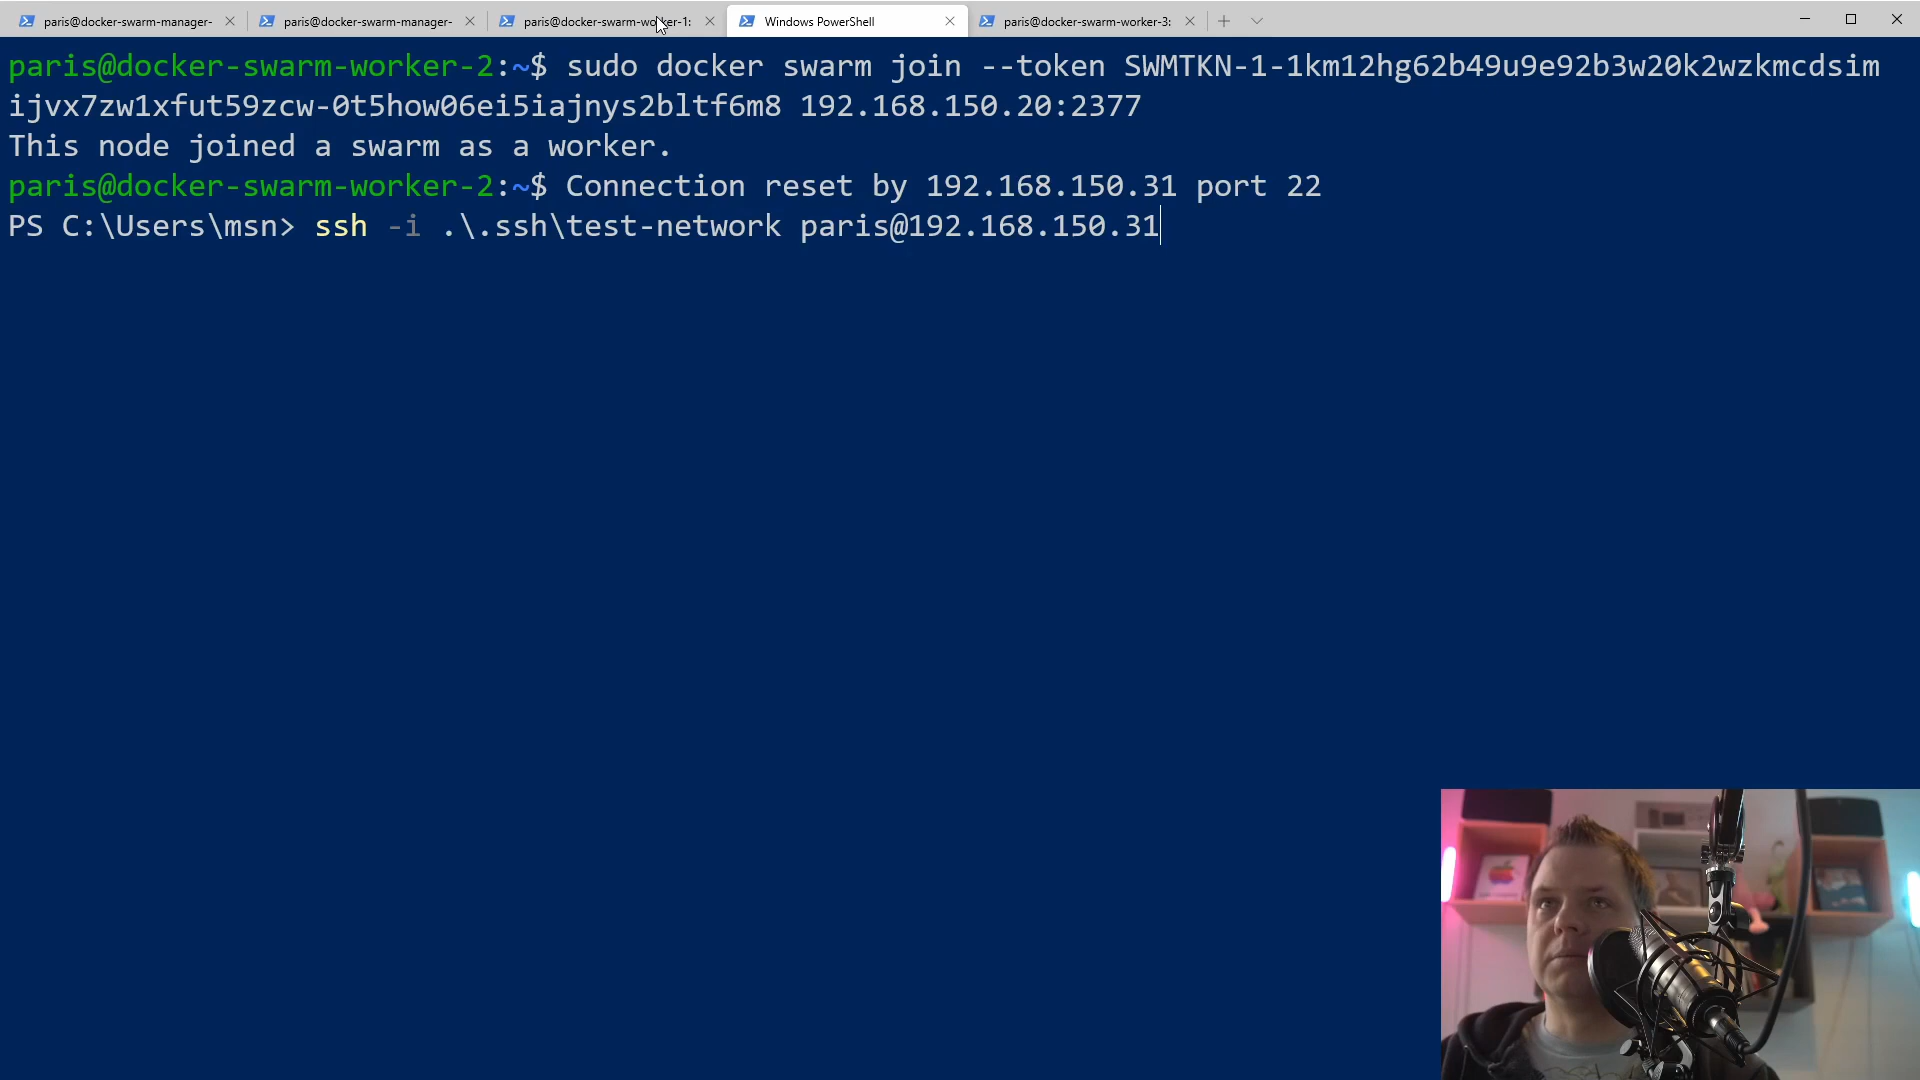 paris@docker-swarm-manager-
paris@docker-swarm-manager-
paris@docker-swarm-worker-1:
Windows PowerShell
paris@docker-swarm-worker-3:
paris@docker-swarm-worker-2:~$ sudo docker swarm join --token SWMTKN-1-1km12hg62b49u9e92b3w20k2wzkmcdsim
ijvx7zw1xfut59zcw-0t5how06ei5iajnys2bltf6m8 192.168.150.20:2377
This node joined a swarm as a worker.
paris@docker-swarm-worker-2:~$ Connection reset by 192.168.150.31 port 22
PS C:\Users\msn> ssh -i .\.ssh\test-network paris@192.168.150.31